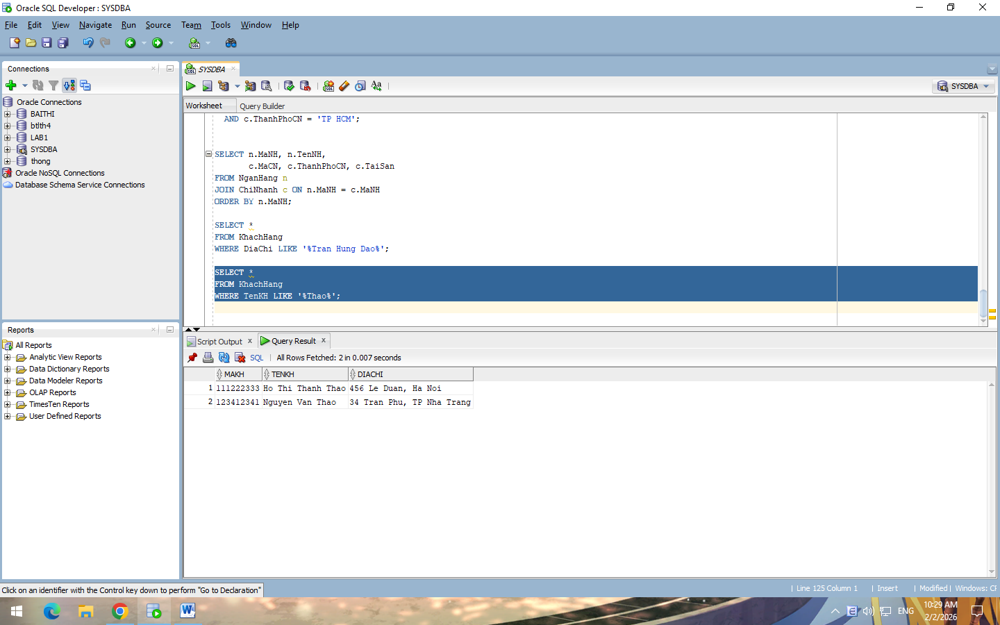 Oracle SQL Developer : SYSDBA
File Edit View Navigate Run Source Team Tools Window Help
Connections
Oracle Connections
BAITHI
btlth4
LAB1
SYSDBA
thong
Oracle NoSQL Connections
Database Schema Service Connections
Reports
All Reports
Analytic View Reports
Data Dictionary Reports
Data Modeler Reports
OLAP Reports
TimesTen Reports
User Defined Reports
SYSDBA
SYSDBA
Worksheet Query Builder
AND c.ThanhPhoCN = 'TP HCM';
SELECT n.MaNH, n.TenNH,
c.MaCN, c.ThanhPhoCN, c.TaiSan
FROM NganHang n
JOIN ChiNhanh c ON n.MaNH = c.MaNH
ORDER BY n.MaNH;
SELECT *
FROM KhachHang
WHERE DiaChi LIKE '%Tran Hung Dao%';
SELECT *
FROM KhachHang
WHERE TenKH LIKE '%Thao%';
Script Output x Query Result x
SQL | All Rows Fetched: 2 in 0.007 seconds
MAKH TENKH DIACHI
1 111222333 Ho Thi Thanh Thao 456 Le Duan, Ha Noi
2 123412341 Nguyen Van Thao 34 Tran Phu, TP Nha Trang
Click on an identifier with the Control key down to perform "Go to Declaration"
| Line 125 Column 1 | Insert | Modified | Windows: CF
ENG
10:29 AM
2/2/2026